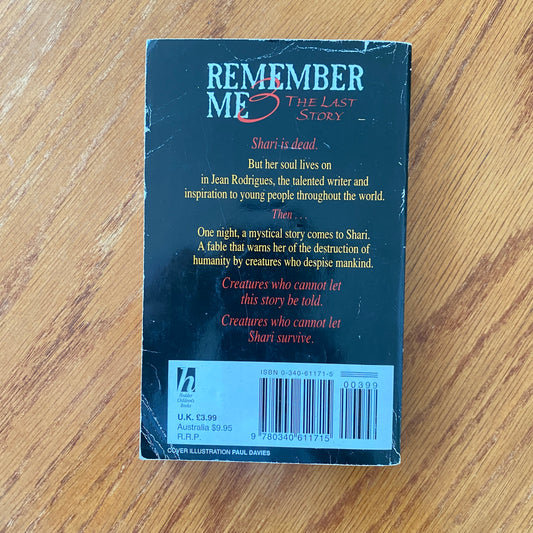 REMEMBER
ME 3 THE LAST
STORY
Shari is dead.
But her soul lives on
in Jean Rodrigues, the talented writer and
inspiration to young people throughout the world.
Then . . .
One night, a mystical story comes to Shari.
A fable that warns her of the destruction of
humanity by creatures who despise mankind.
Creatures who cannot let
this story be told.
Creatures who cannot let
Shari survive.
ISBN 0-340-61171-5
00399
h
Hodder
Children's
Books
U.K. £3.99
Australia $9.95
R.R.P.
9 780340 611715
COVER ILLUSTRATION PAUL DAVIES